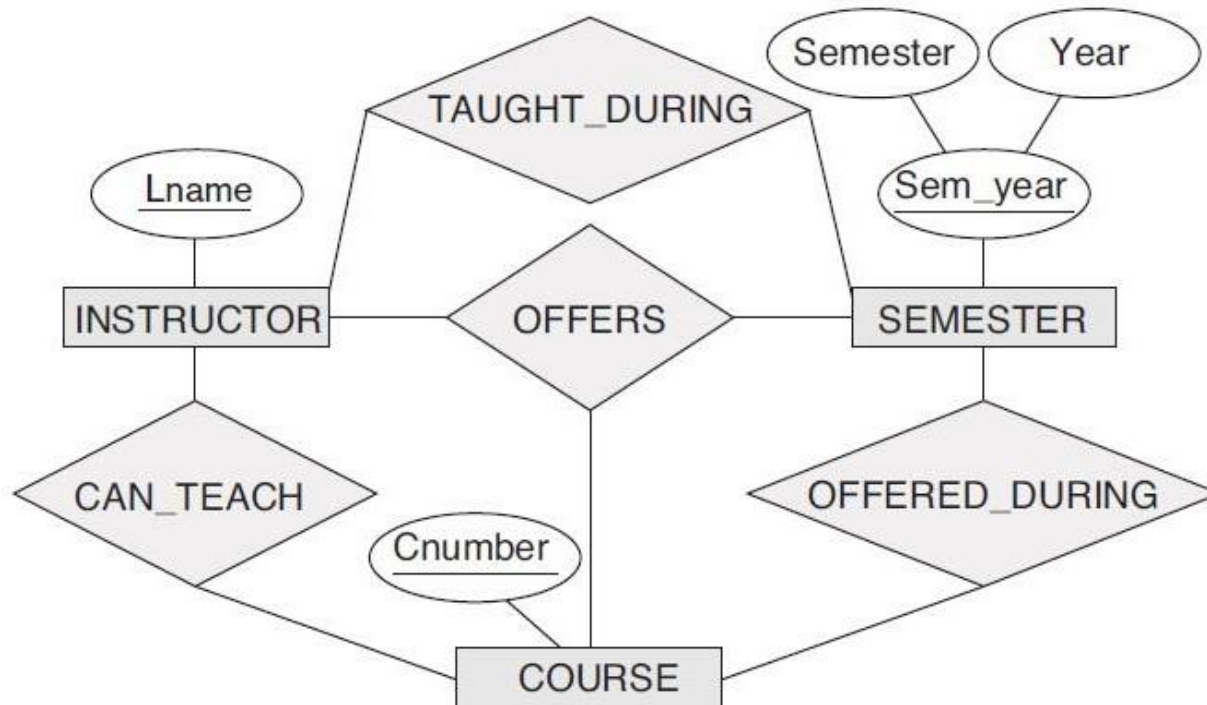 Semester
Year
TAUGHT_DURING
Lname
Sem_year
INSTRUCTOR
OFFERS
SEMESTER
CAN_TEACH
OFFERED_DURING
Cnumber
COURSE